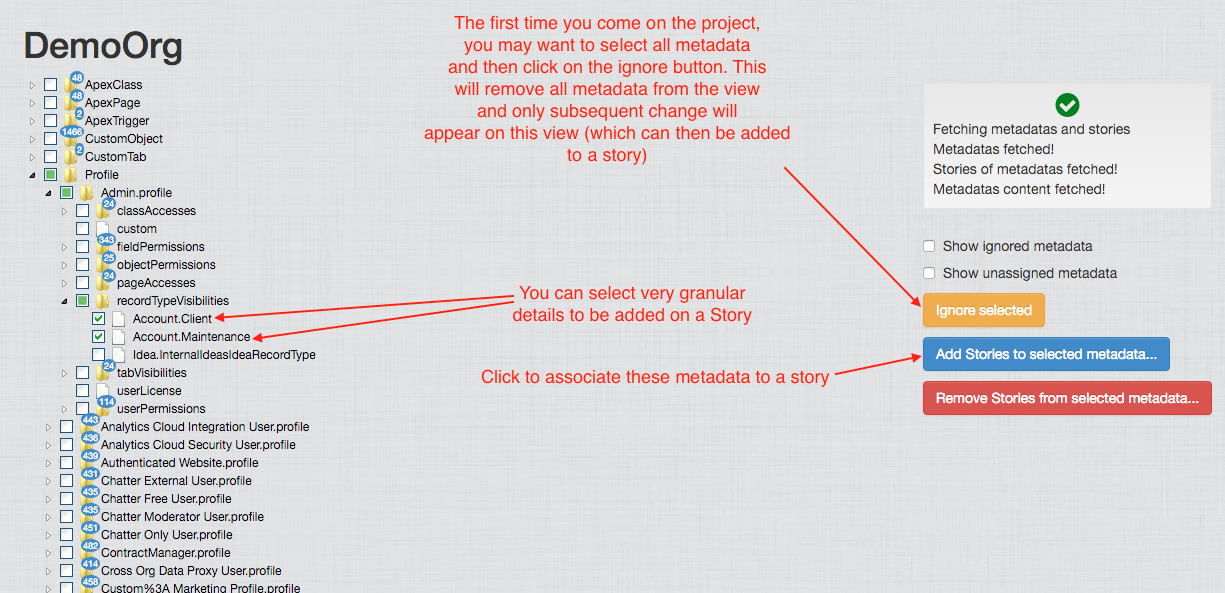 DemoOrg
48 ApexClass
48 ApexPage
2 ApexTrigger
1466 CustomObject
2 CustomTab
Profile
Admin.profile
24 classAccesses
custom
343 fieldPermissions
25 objectPermissions
24 pageAccesses
recordTypeVisibilities
Account.Client
Account.Maintenance
Idea.InternalIdeasIdeaRecordType
24 tabVisibilities
userLicense
114 userPermissions
443 Analytics Cloud Integration User.profile
436 Analytics Cloud Security User.profile
439 Authenticated Website.profile
431 Chatter External User.profile
435 Chatter Free User.profile
435 Chatter Moderator User.profile
451 Chatter Only User.profile
482 ContractManager.profile
414 Cross Org Data Proxy User.profile
458 Custom%3A Marketing Profile.profile
The first time you come on the project,
you may want to select all metadata
and then click on the ignore button. This
will remove all metadata from the view
and only subsequent change will
appear on this view (which can then be added
to a story)
You can select very granular
details to be added on a Story
Click to associate these metadata to a story
Fetching metadatas and stories
Metadatas fetched!
Stories of metadatas fetched!
Metadatas content fetched!
Show ignored metadata
Show unassigned metadata
Ignore selected
Add Stories to selected metadata...
Remove Stories from selected metadata...